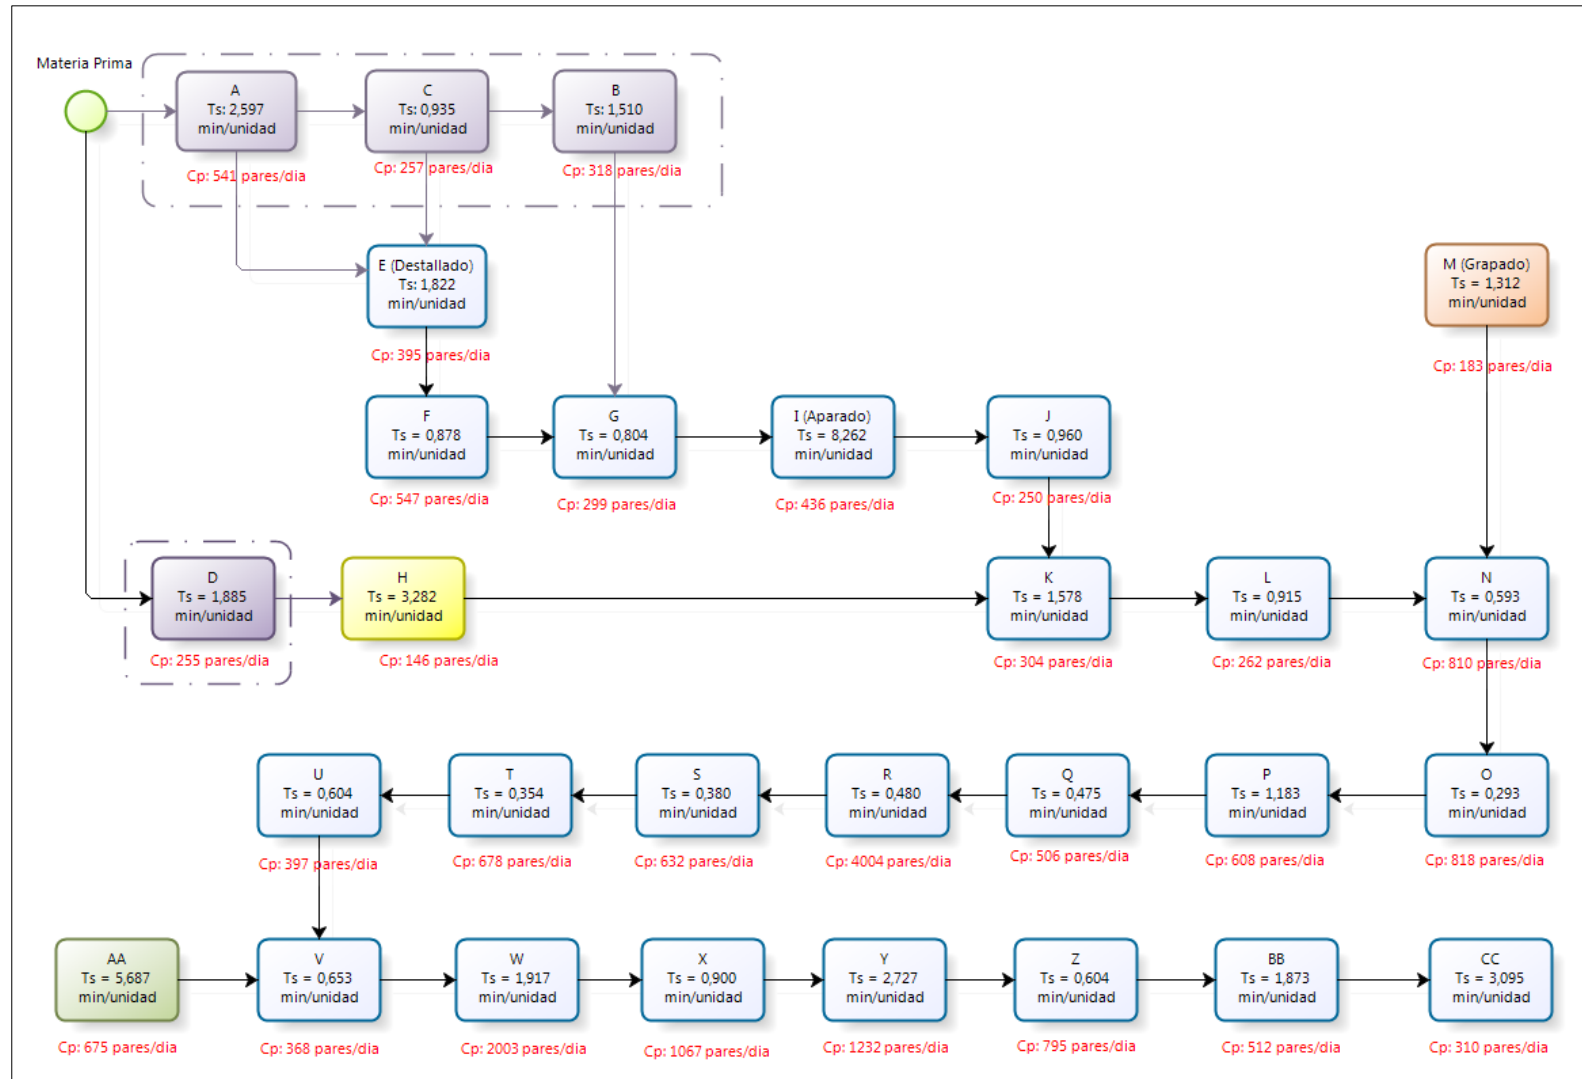 Materia Prima
A
Ts: 2,597
min/unidad
Cp: 541 pares/dia
C
Ts: 0,935
min/unidad
Cp: 257 pares/dia
B
Ts: 1,510
min/unidad
Cp: 318 pares/dia
E (Destallado)
Ts: 1,822
min/unidad
Cp: 395 pares/dia
M (Grapado)
Ts = 1,312
min/unidad
Cp: 183 pares/dia
F
Ts = 0,878
min/unidad
Cp: 547 pares/dia
G
Ts = 0,804
min/unidad
Cp: 299 pares/dia
I (Aparado)
Ts = 8,262
min/unidad
Cp: 436 pares/dia
J
Ts = 0,960
min/unidad
Cp: 250 pares/dia
D
Ts = 1,885
min/unidad
Cp: 255 pares/dia
H
Ts = 3,282
min/unidad
Cp: 146 pares/dia
K
Ts = 1,578
min/unidad
Cp: 304 pares/dia
L
Ts = 0,915
min/unidad
Cp: 262 pares/dia
N
Ts = 0,593
min/unidad
Cp: 810 pares/dia
U
Ts = 0,604
min/unidad
Cp: 397 pares/dia
T
Ts = 0,354
min/unidad
Cp: 678 pares/dia
S
Ts = 0,380
min/unidad
Cp: 632 pares/dia
R
Ts = 0,480
min/unidad
Cp: 4004 pares/dia
Q
Ts = 0,475
min/unidad
Cp: 506 pares/dia
P
Ts = 1,183
min/unidad
Cp: 608 pares/dia
O
Ts = 0,293
min/unidad
Cp: 818 pares/dia
AA
Ts = 5,687
min/unidad
Cp: 675 pares/dia
V
Ts = 0,653
min/unidad
Cp: 368 pares/dia
W
Ts = 1,917
min/unidad
Cp: 2003 pares/dia
X
Ts = 0,900
min/unidad
Cp: 1067 pares/dia
Y
Ts = 2,727
min/unidad
Cp: 1232 pares/dia
Z
Ts = 0,604
min/unidad
Cp: 795 pares/dia
BB
Ts = 1,873
min/unidad
Cp: 512 pares/dia
CC
Ts = 3,095
min/unidad
Cp: 310 pares/dia